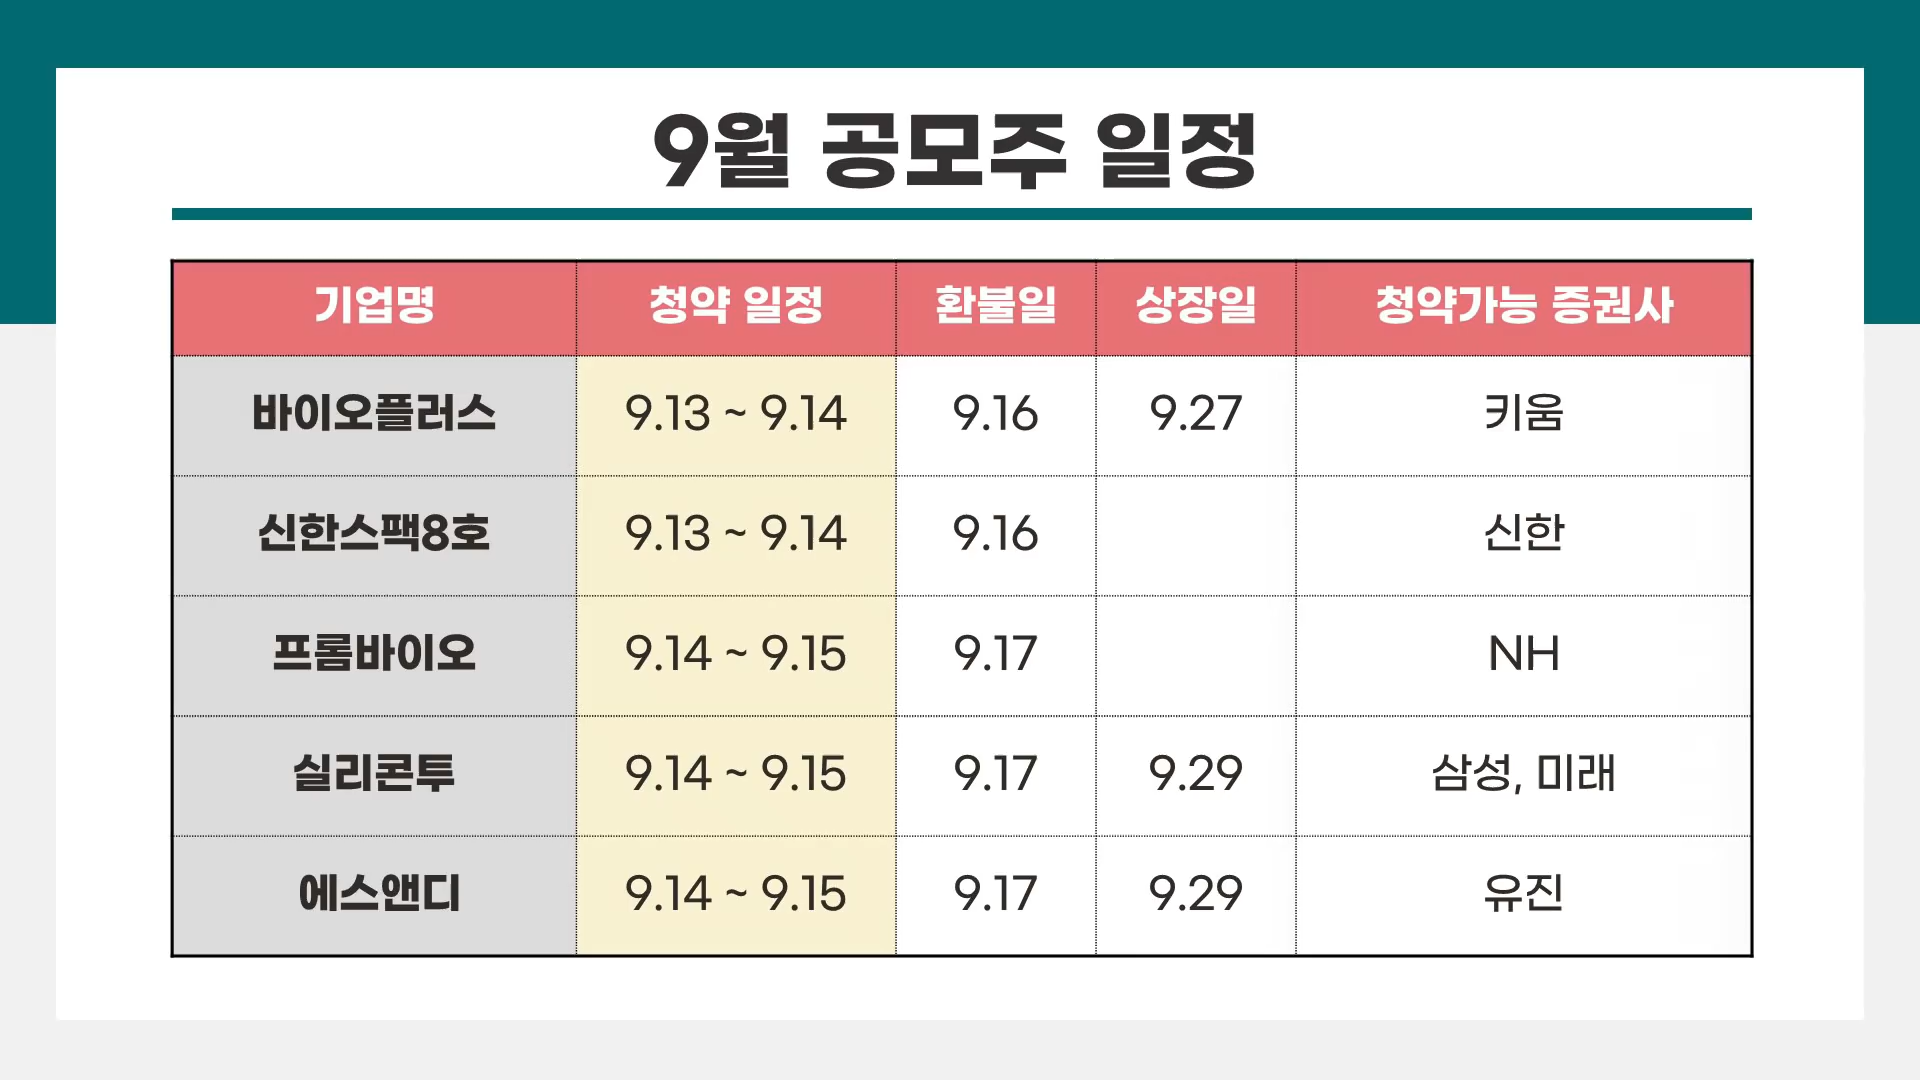 9월 공모주 일정
기업명 청약 일정 환불일 상장일 청약가능 증권사
바이오플러스 9.13 ~ 9.14 9.16 9.27 키움
신한스팩8호 9.13 ~ 9.14 9.16 신한
프롬바이오 9.14 ~ 9.15 9.17 NH
실리콘투 9.14 ~ 9.15 9.17 9.29 삼성, 미래
에스앤디 9.14 ~ 9.15 9.17 9.29 유진